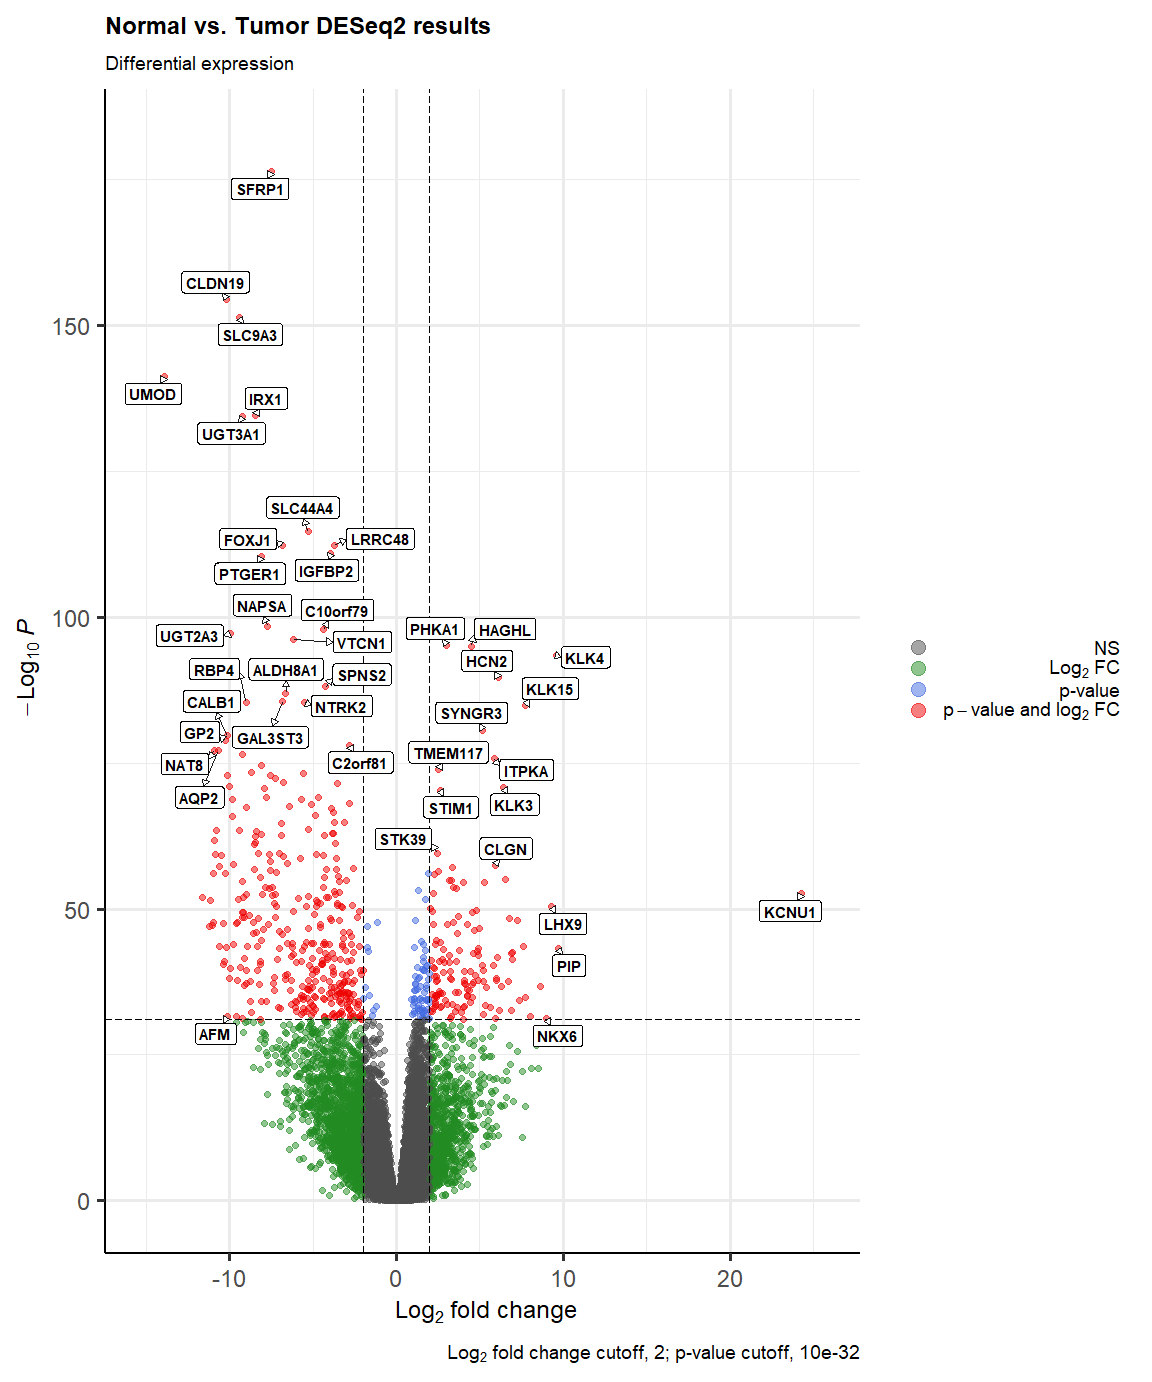 Normal vs. Tumor DESeq2 results
Differential expression
SFRP1
CLDN19
SLC9A3
UMOD
IRX1
UGT3A1
SLC44A4
FOXJ1
LRRC48
PTGER1
IGFBP2
NAPSA
C10orf79
UGT2A3
VTCN1
PHKA1
HAGHL
RBP4
ALDH8A1
SPNS2
HCN2
KLK4
CALB1
NTRK2
KLK15
GP2
GAL3ST3
SYNGR3
NAT8
C2orf81
TMEM117
ITPKA
AQP2
STIM1
KLK3
STK39
CLGN
KCNU1
LHX9
PIP
AFM
NKX6
150
100
50
0
−Log10 P
-10
0
10
20
Log2 fold change
NS
Log2 FC
p-value
p − value and log2 FC
Log2 fold change cutoff, 2; p-value cutoff, 10e-32